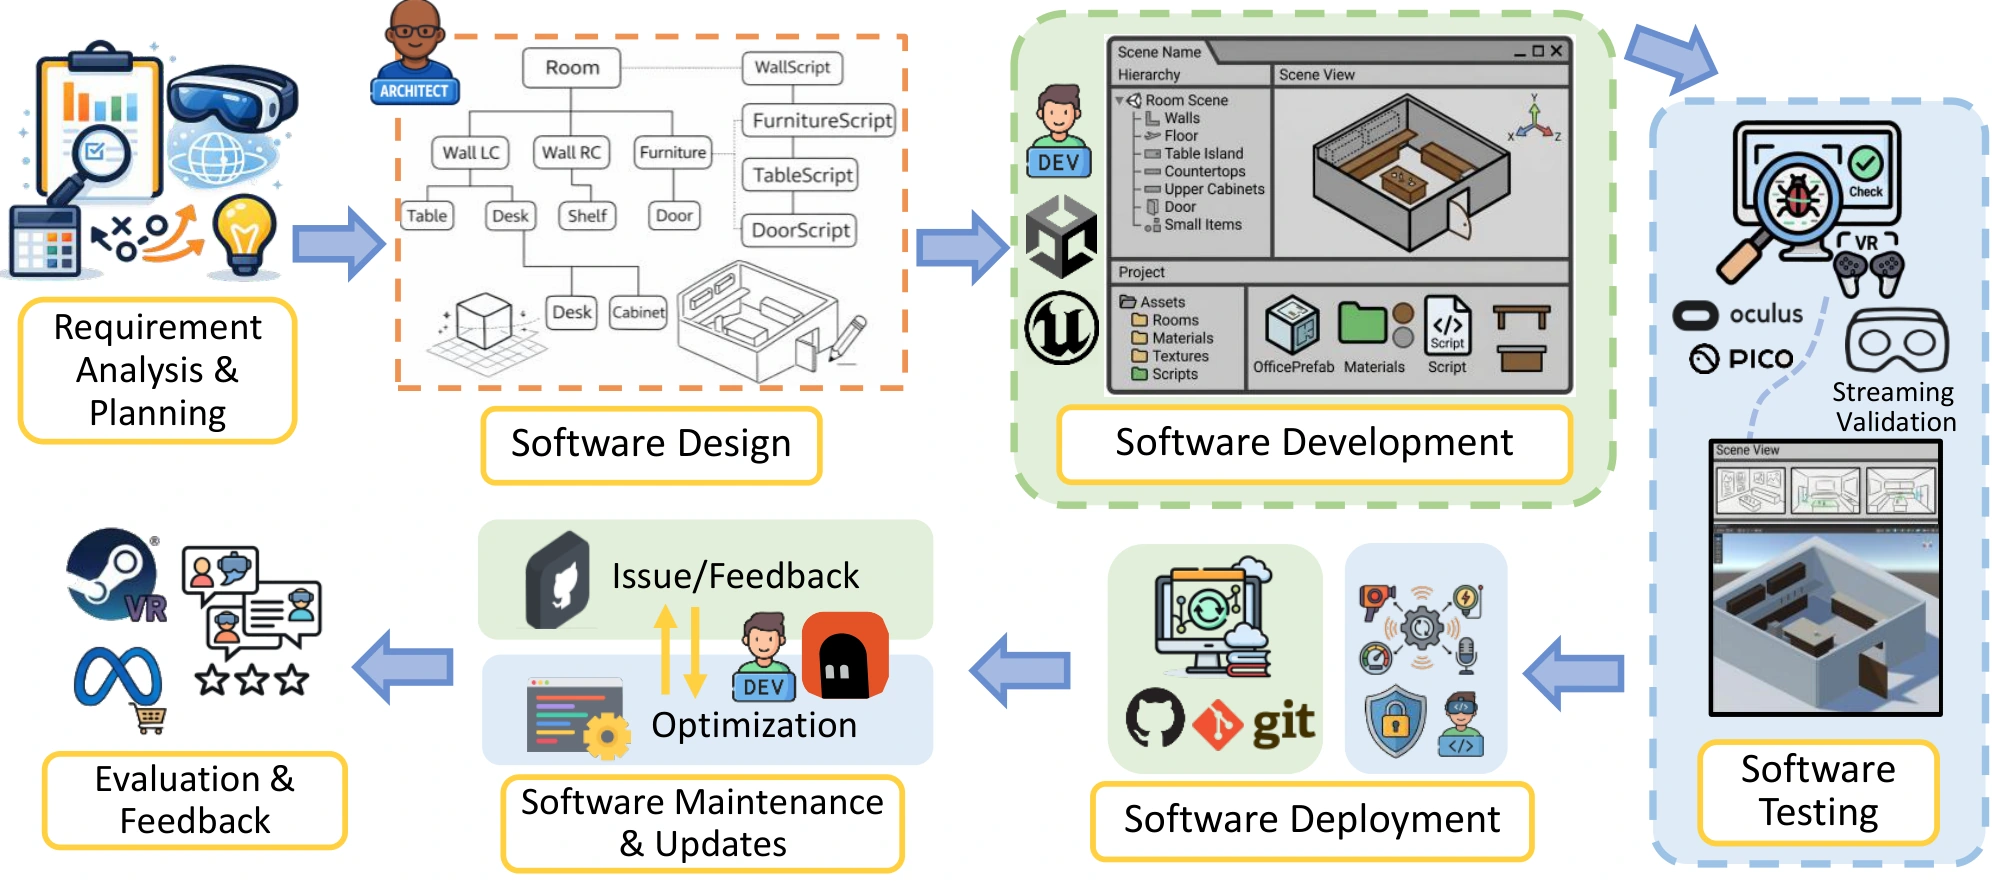 Requirement
Analysis &
Planning
ARCHITECT
Room
WallScript
FurnitureScript
Wall LC
Wall RC
Furniture
TableScript
Table
Desk
Shelf
Door
DoorScript
Desk
Cabinet
Software Design
DEV
Scene Name
Hierarchy
Scene View
Room Scene
Walls
Floor
Table Island
Countertops
Upper Cabinets
Door
Small Items
Y
X
Z
Project
Assets
Rooms
Materials
Textures
Scripts
OfficePrefab
Materials
Script
Script
Software Development
Check
VR
oculus
PICO
Streaming
Validation
Scene View
Software
Testing
git
Software Deployment
Issue/Feedback
DEV
Optimization
Software Maintenance
& Updates
VR
®
Evaluation &
Feedback